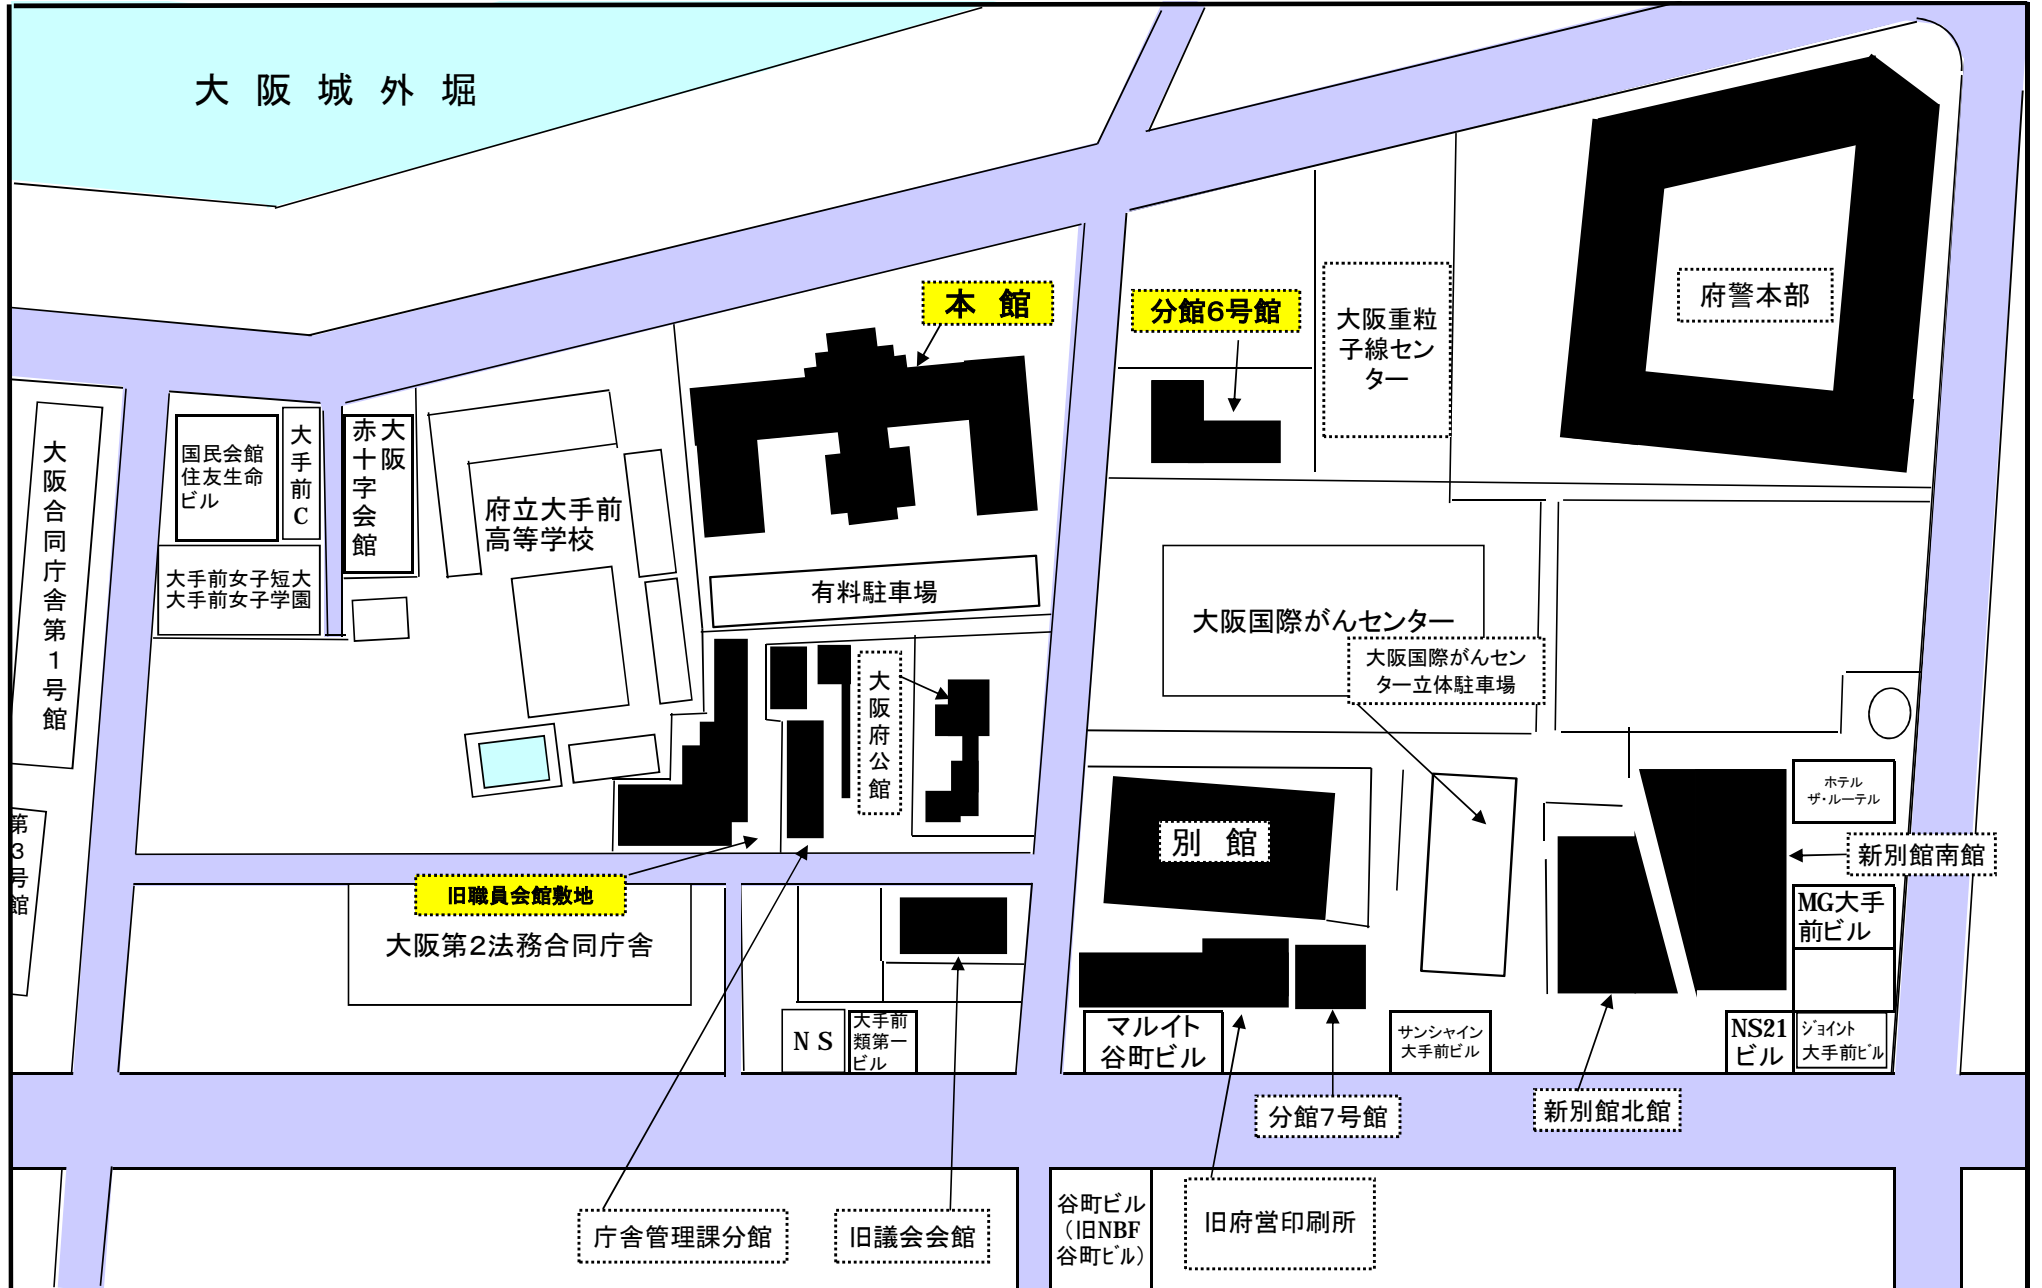 大阪城外堀
本館
分館6号館
大阪重粒
子線セン
ター
府警本部
大阪合同庁舎第1号館
国民会館
住友生命
ビル
大手前C
大阪
赤十字会館
大手前女子短大
大手前女子学園
府立大手前
高等学校
有料駐車場
大阪府公館
大阪国際がんセンター
大阪国際がんセン
ター立体駐車場
第3号館
別館
ホテル
ザ・ルーテル
新別館南館
MG大手
前ビル
旧職員会館敷地
大阪第2法務合同庁舎
NS
大手前
類第一
ビル
マルイト
谷町ビル
サンシャイン
大手前ビル
NS21
ビル
ジョイント
大手前ビル
分館7号館
新別館北館
庁舎管理課分館
旧議会会館
谷町ビル
(旧NBF
谷町ビル)
旧府営印刷所